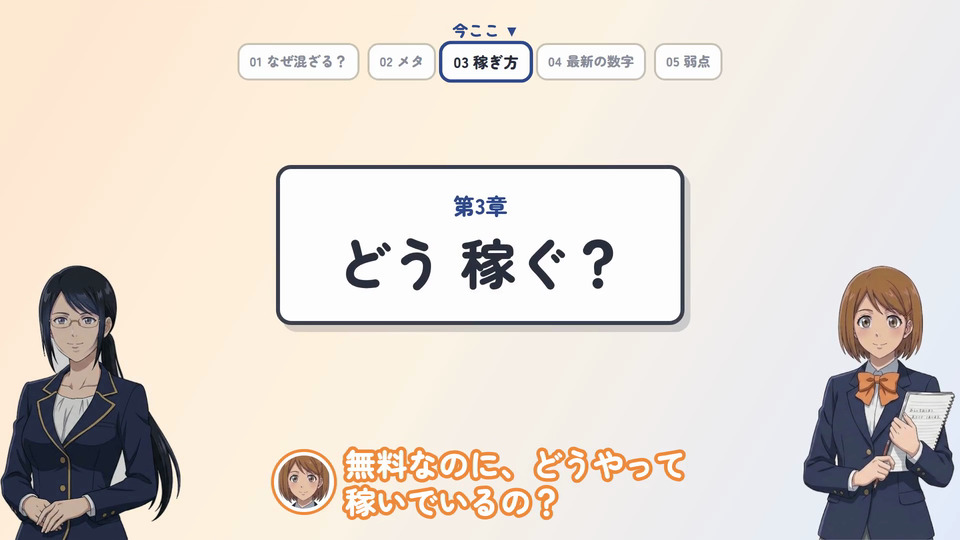 今ここ ▼
01 なぜ混ざる？
02 メタ
03 稼ぎ方
04 最新の数字
05 弱点
第3章
どう 稼ぐ？
無料なのに、どうやって
稼いでいるの？